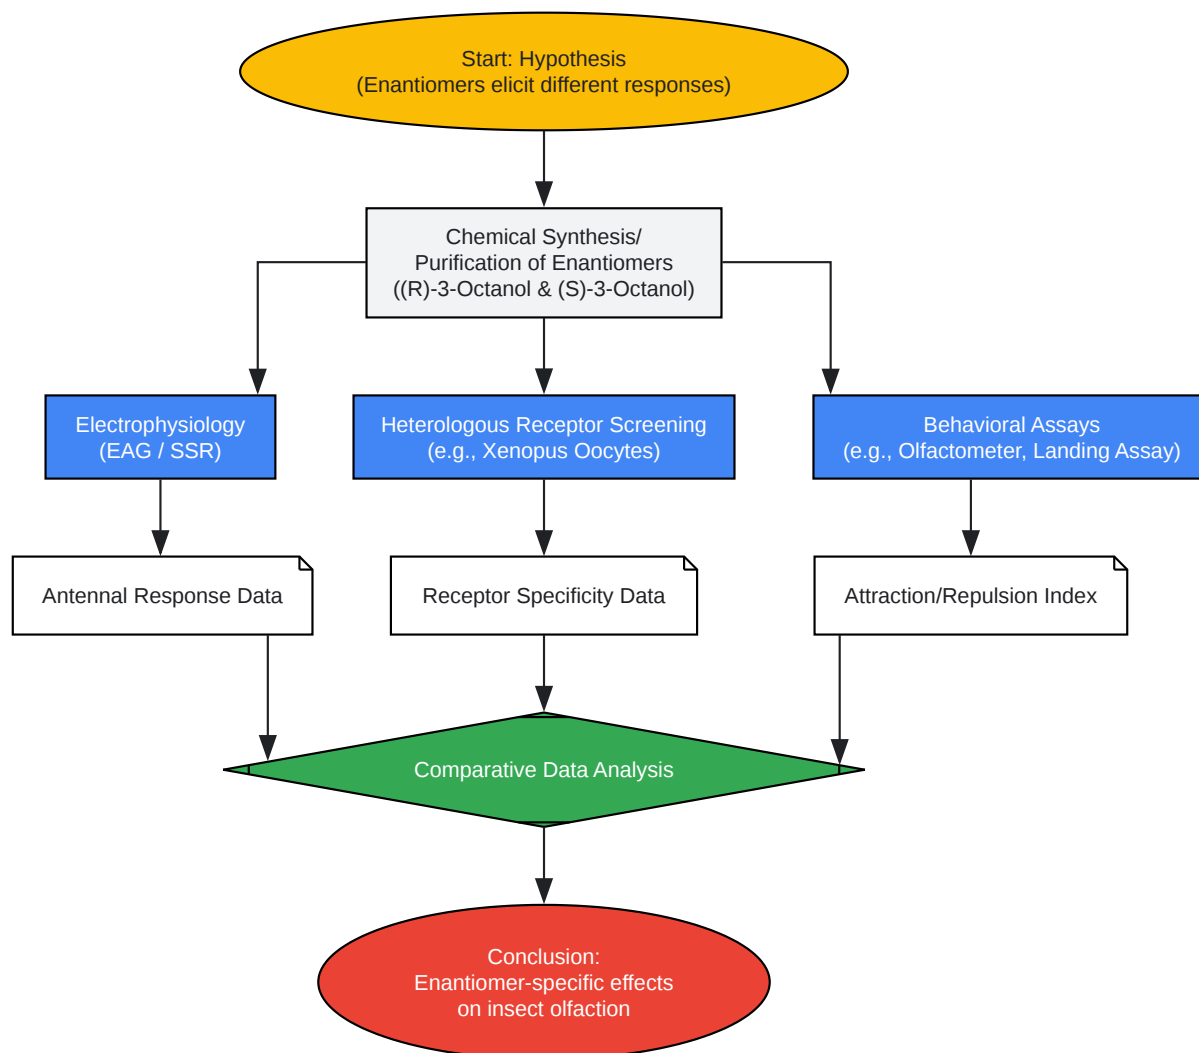 Start: Hypothesis
(Enantiomers elicit different responses)
Chemical Synthesis/
Purification of Enantiomers
((R)-3-Octanol & (S)-3-Octanol)
Electrophysiology
(EAG / SSR)
Heterologous Receptor Screening
(e.g., Xenopus Oocytes)
Behavioral Assays
(e.g., Olfactometer, Landing Assay)
Antennal Response Data
Receptor Specificity Data
Attraction/Repulsion Index
Comparative Data Analysis
Conclusion:
Enantiomer-specific effects
on insect olfaction